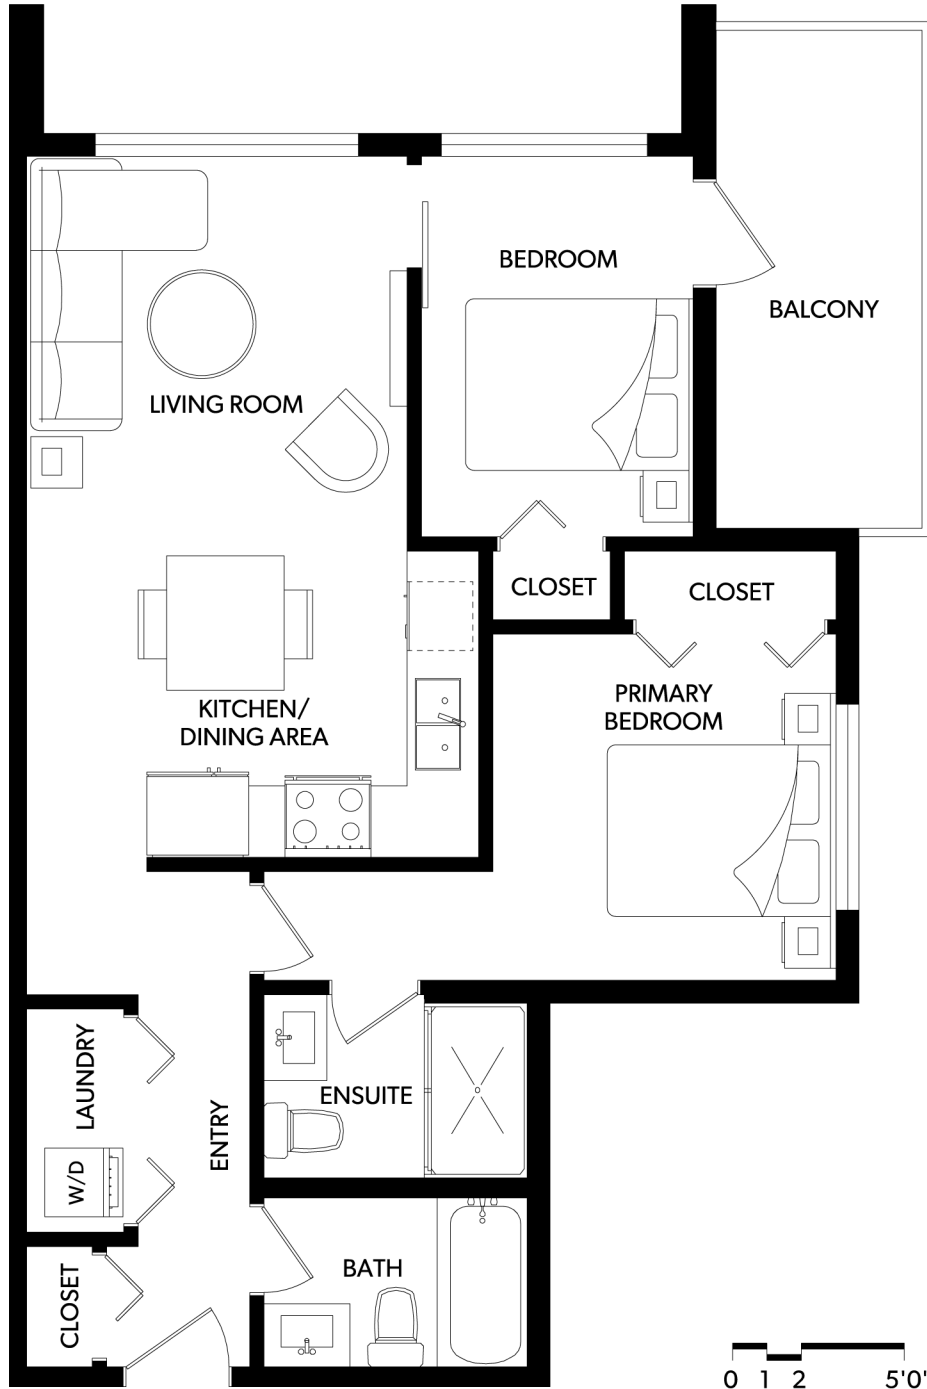 BEDROOM
BALCONY
LIVING ROOM
CLOSET
CLOSET
PRIMARY
BEDROOM
KITCHEN/
DINING AREA
LAUNDRY
ENSUITE
ENTRY
W/D
BATH
CLOSET
0 1 2 5'0'